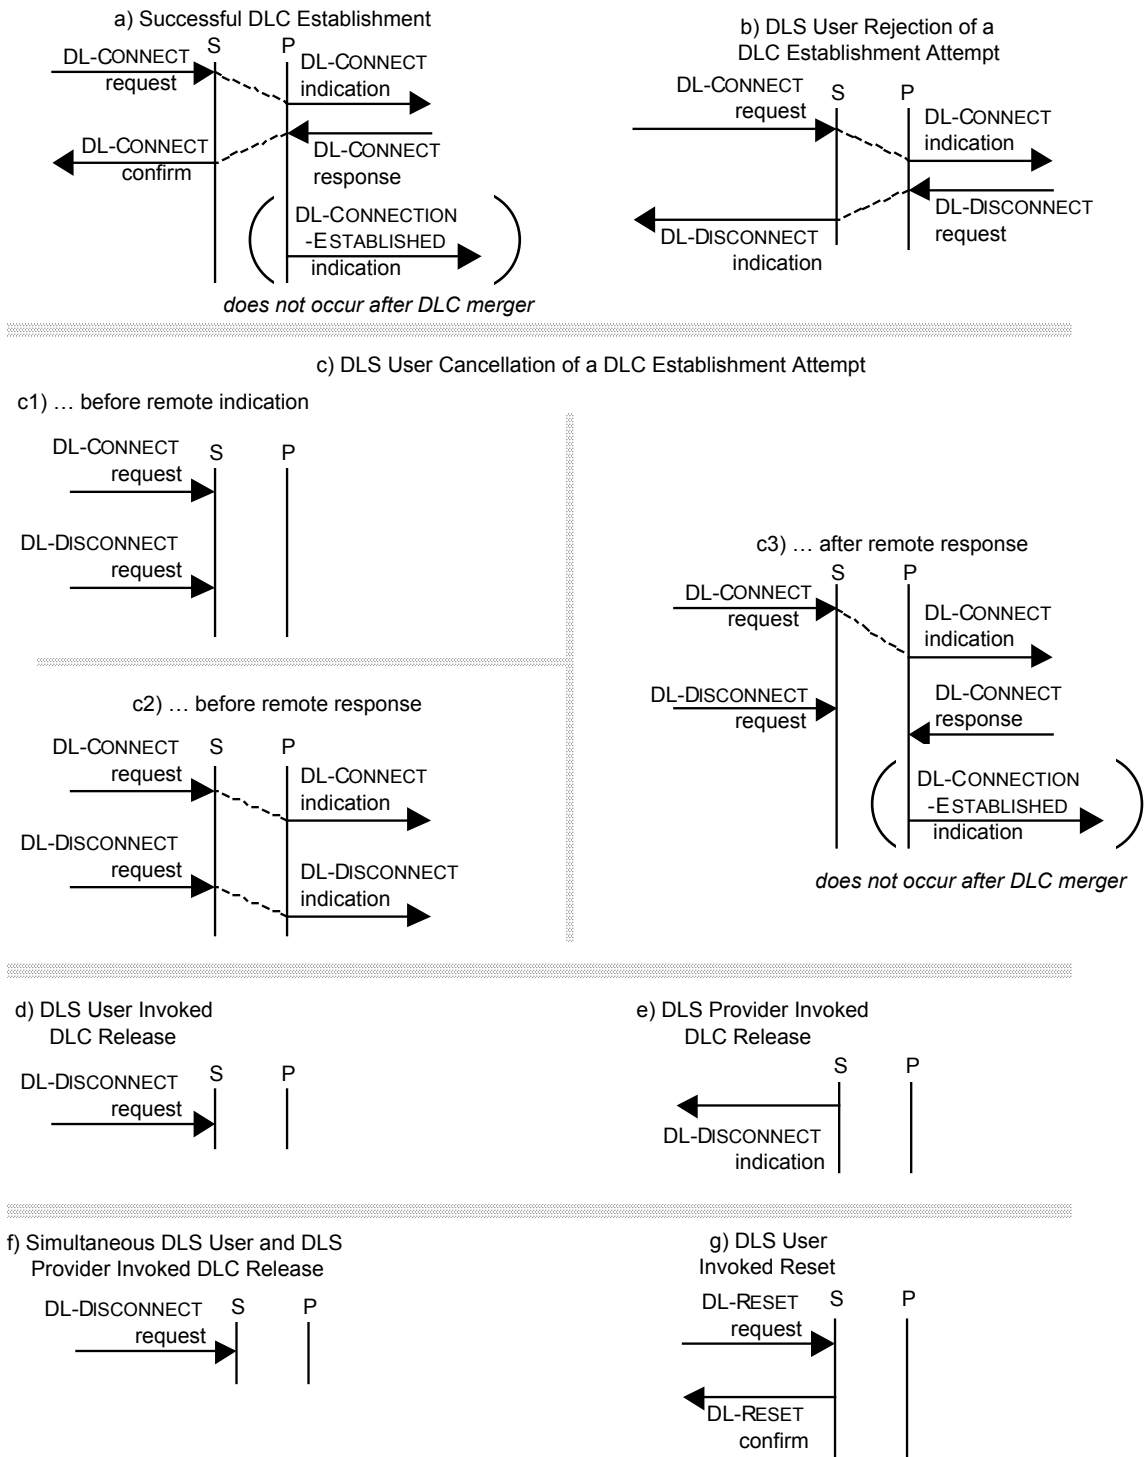 a) Successful DLC Establishment
S P
DL-CONNECT
request
DL-CONNECT
indication
DL-CONNECT
confirm
DL-CONNECT
response
DL-CONNECTION
-ESTABLISHED
indication
does not occur after DLC merger
b) DLS User Rejection of a
DLC Establishment Attempt
S P
DL-CONNECT
request
DL-CONNECT
indication
DL-DISCONNECT
request
DL-DISCONNECT
indication
c) DLS User Cancellation of a DLC Establishment Attempt
c1) … before remote indication
S P
DL-CONNECT
request
DL-DISCONNECT
request
c2) … before remote response
S P
DL-CONNECT
request
DL-CONNECT
indication
DL-DISCONNECT
request
DL-DISCONNECT
indication
c3) … after remote response
S P
DL-CONNECT
request
DL-CONNECT
indication
DL-DISCONNECT
request
DL-CONNECT
response
DL-CONNECTION
-ESTABLISHED
indication
does not occur after DLC merger
d) DLS User Invoked
DLC Release
S P
DL-DISCONNECT
request
e) DLS Provider Invoked
DLC Release
S P
DL-DISCONNECT
indication
f) Simultaneous DLS User and DLS
Provider Invoked DLC Release
S P
DL-DISCONNECT
request
g) DLS User
Invoked Reset
S P
DL-RESET
request
DL-RESET
confirm